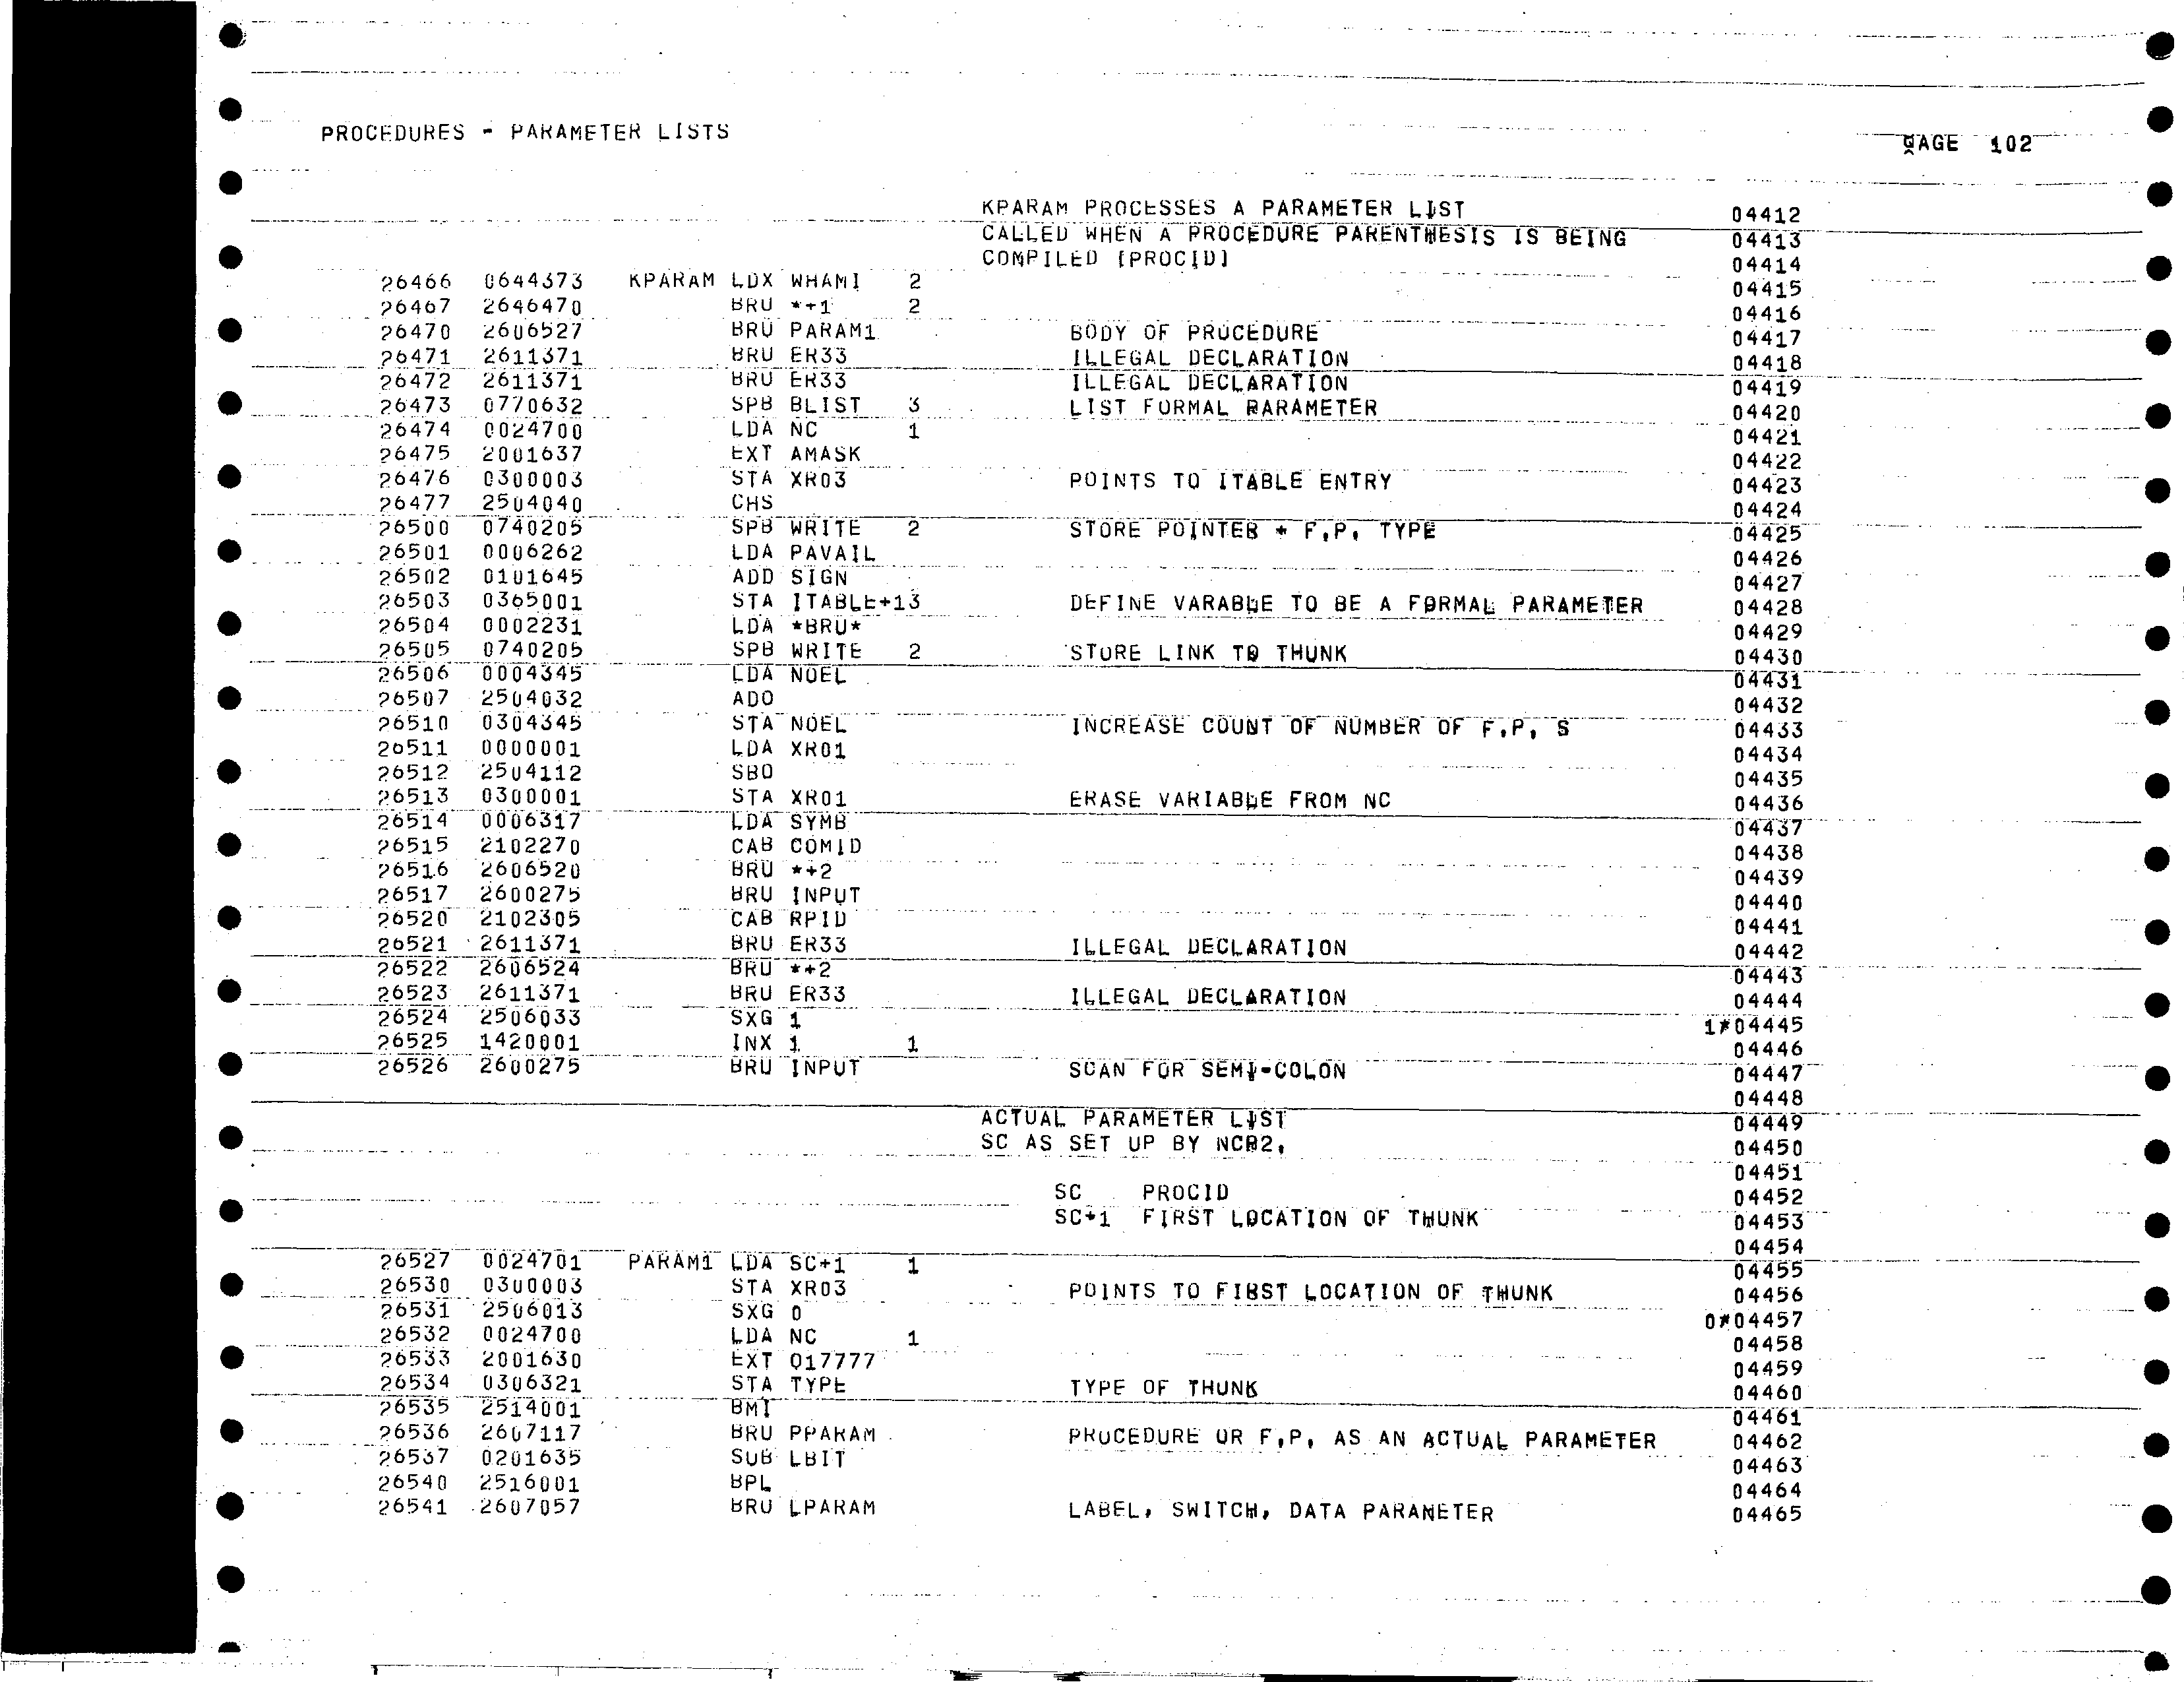 PROCEDURES - PARAMETER LISTS
PAGE 102
KPARAM PROCESSES A PARAMETER LIST 04412
CALLED WHEN A PROCEDURE PARENTHESIS IS BEING 04413
COMPILED [PROCID] 04414
26466 0644373 KPARAM LDX WHAMI 2 04415
26467 2646470 BRU *+1 2 04416
26470 2606527 BRU PARAM1 BODY OF PROCEDURE 04417
26471 2611371 BRU ER33 ILLEGAL DECLARATION 04418
26472 2611371 BRU ER33 ILLEGAL DECLARATION 04419
26473 0770632 SPB BLIST 3 LIST FORMAL PARAMETER 04420
26474 0024700 LDA NC 1 04421
26475 2001637 EXT AMASK 04422
26476 0300003 STA XR03 POINTS TO ITABLE ENTRY 04423
26477 2504040 CHS 04424
26500 0740205 SPB WRITE 2 STORE POINTER + F.P. TYPE 04425
26501 0006262 LDA PAVAIL 04426
26502 0101645 ADD SIGN 04427
26503 0365001 STA ITABLE+13 DEFINE VARABLE TO BE A FORMAL PARAMETER 04428
26504 0002231 LDA *BRU* 04429
26505 0740205 SPB WRITE 2 STORE LINK TO THUNK 04430
26506 0004345 LDA NOEL 04431
26507 2504032 ADO 04432
26510 0304345 STA NOEL INCREASE COUNT OF NUMBER OF F.P. S 04433
26511 0000001 LDA XR01 04434
26512 2504112 SBO 04435
26513 0300001 STA XR01 ERASE VARIABLE FROM NC 04436
26514 0006317 LDA SYMB 04437
26515 2102270 CAB COMID 04438
26516 2606520 BRU *+2 04439
26517 2600275 BRU INPUT 04440
26520 2102305 CAB RPID 04441
26521 2611371 BRU ER33 ILLEGAL DECLARATION 04442
26522 2606524 BRU *+2 04443
26523 2611371 BRU ER33 ILLEGAL DECLARATION 04444
26524 2506033 SXG 1 1*04445
26525 1420001 INX 1 1 04446
26526 2600275 BRU INPUT SCAN FOR SEMI-COLON 04447
04448
ACTUAL PARAMETER LIST 04449
SC AS SET UP BY NCR2. 04450
04451
SC PROCID 04452
SC+1 FIRST LOCATION OF THUNK 04453
04454
26527 0024701 PARAM1 LDA SC+1 1 04455
26530 0300003 STA XR03 POINTS TO FIRST LOCATION OF THUNK 04456
26531 2506013 SXG 0 0*04457
26532 0024700 LDA NC 1 04458
26533 2001630 EXT O17777 04459
26534 0306321 STA TYPE TYPE OF THUNK 04460
26535 2514001 BMI 04461
26536 2607117 BRU PPARAM PROCEDURE OR F.P. AS AN ACTUAL PARAMETER 04462
26537 0201635 SUB LBIT 04463
26540 2516001 BPL 04464
26541 2607057 BRU LPARAM LABEL, SWITCH, DATA PARAMETER 04465